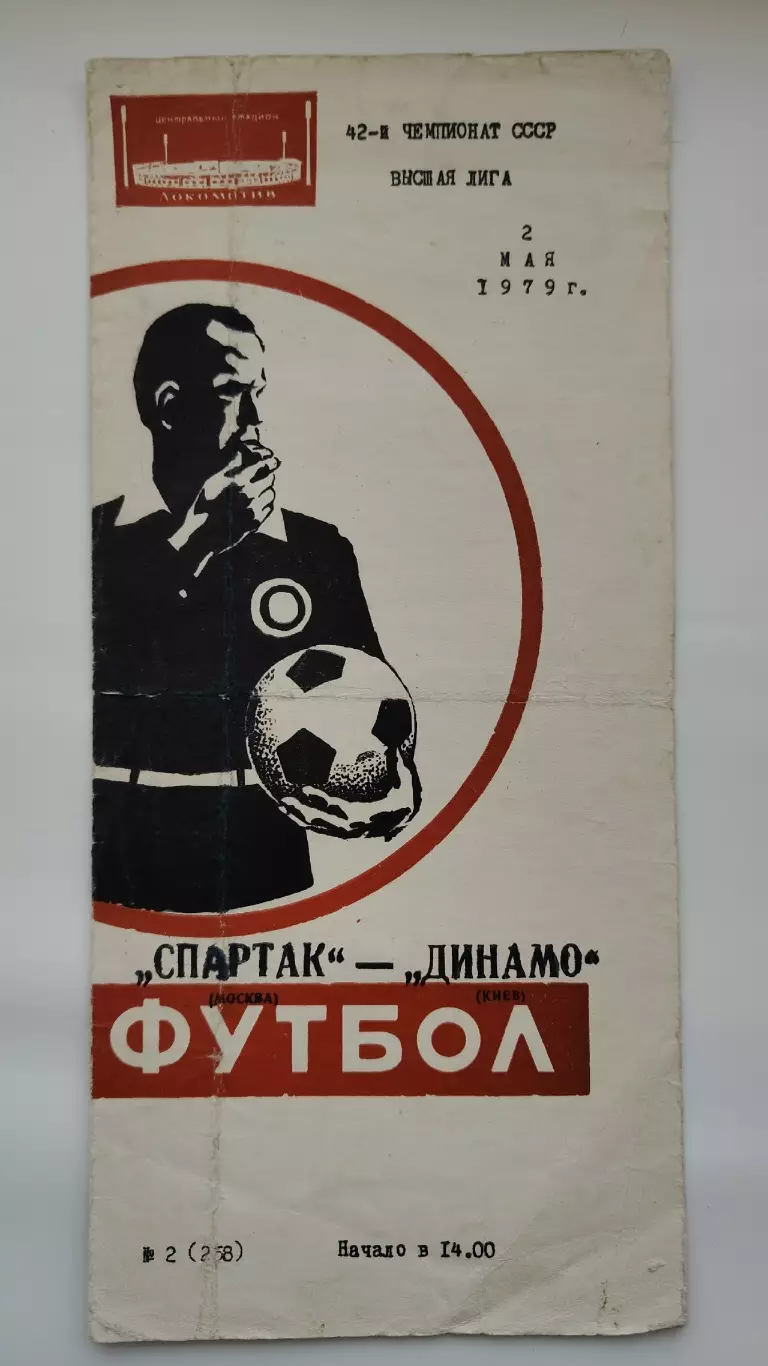 ЦЕНТРАЛЬНЫЙ СТАДИОН
ЛОКОМОТИВ
42-й ЧЕМПИОНАТ СССР
ВЫСШАЯ ЛИГА
2
МАЯ
1979 г.
„СПАРТАК“ — „ДИНАМО“
(МОСКВА) (КИЕВ)
ФУТБОЛ
№ 2 (258) Начало в 14.00